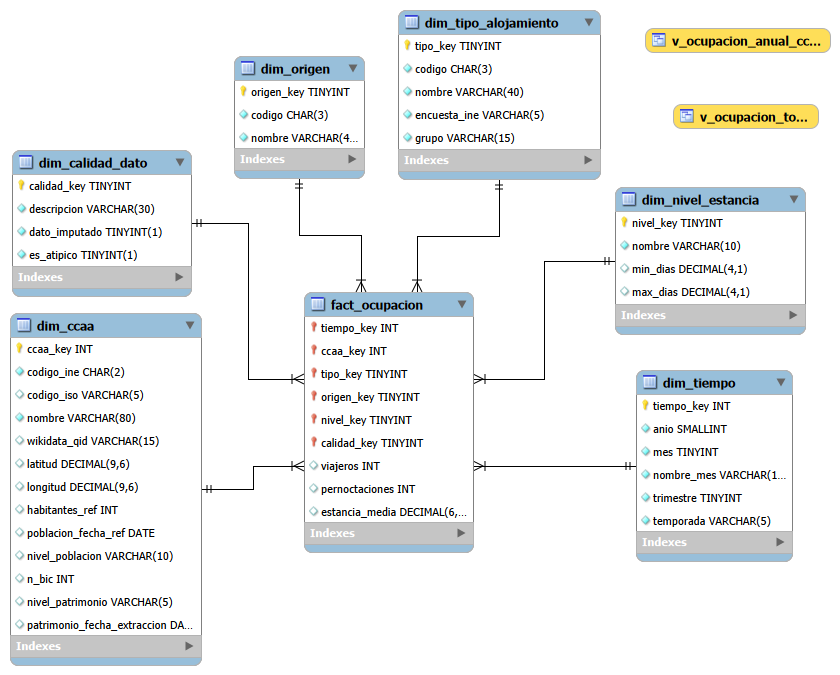 dim_origen
origen_key TINYINT
codigo CHAR(3)
nombre VARCHAR(4...
Indexes
dim_tipo_alojamiento
tipo_key TINYINT
codigo CHAR(3)
nombre VARCHAR(40)
encuesta_ine VARCHAR(5)
grupo VARCHAR(15)
Indexes
v_ocupacion_anual_cc...
v_ocupacion_to...
dim_calidad_dato
calidad_key TINYINT
descripcion VARCHAR(30)
dato_imputado TINYINT(1)
es_atipico TINYINT(1)
Indexes
dim_nivel_estancia
nivel_key TINYINT
nombre VARCHAR(10)
min_dias DECIMAL(4,1)
max_dias DECIMAL(4,1)
Indexes
dim_ccaa
ccaa_key INT
codigo_ine CHAR(2)
codigo_iso VARCHAR(5)
nombre VARCHAR(80)
wikidata_qid VARCHAR(15)
latitud DECIMAL(9,6)
longitud DECIMAL(9,6)
habitantes_ref INT
poblacion_fecha_ref DATE
nivel_poblacion VARCHAR(10)
n_bic INT
nivel_patrimonio VARCHAR(5)
patrimonio_fecha_extraccion DA...
Indexes
fact_ocupacion
tiempo_key INT
ccaa_key INT
tipo_key TINYINT
origen_key TINYINT
nivel_key TINYINT
calidad_key TINYINT
viajeros INT
pernoctaciones INT
estancia_media DECIMAL(6,...
Indexes
dim_tiempo
tiempo_key INT
anio SMALLINT
mes TINYINT
nombre_mes VARCHAR(1...
trimestre TINYINT
temporada VARCHAR(5)
Indexes